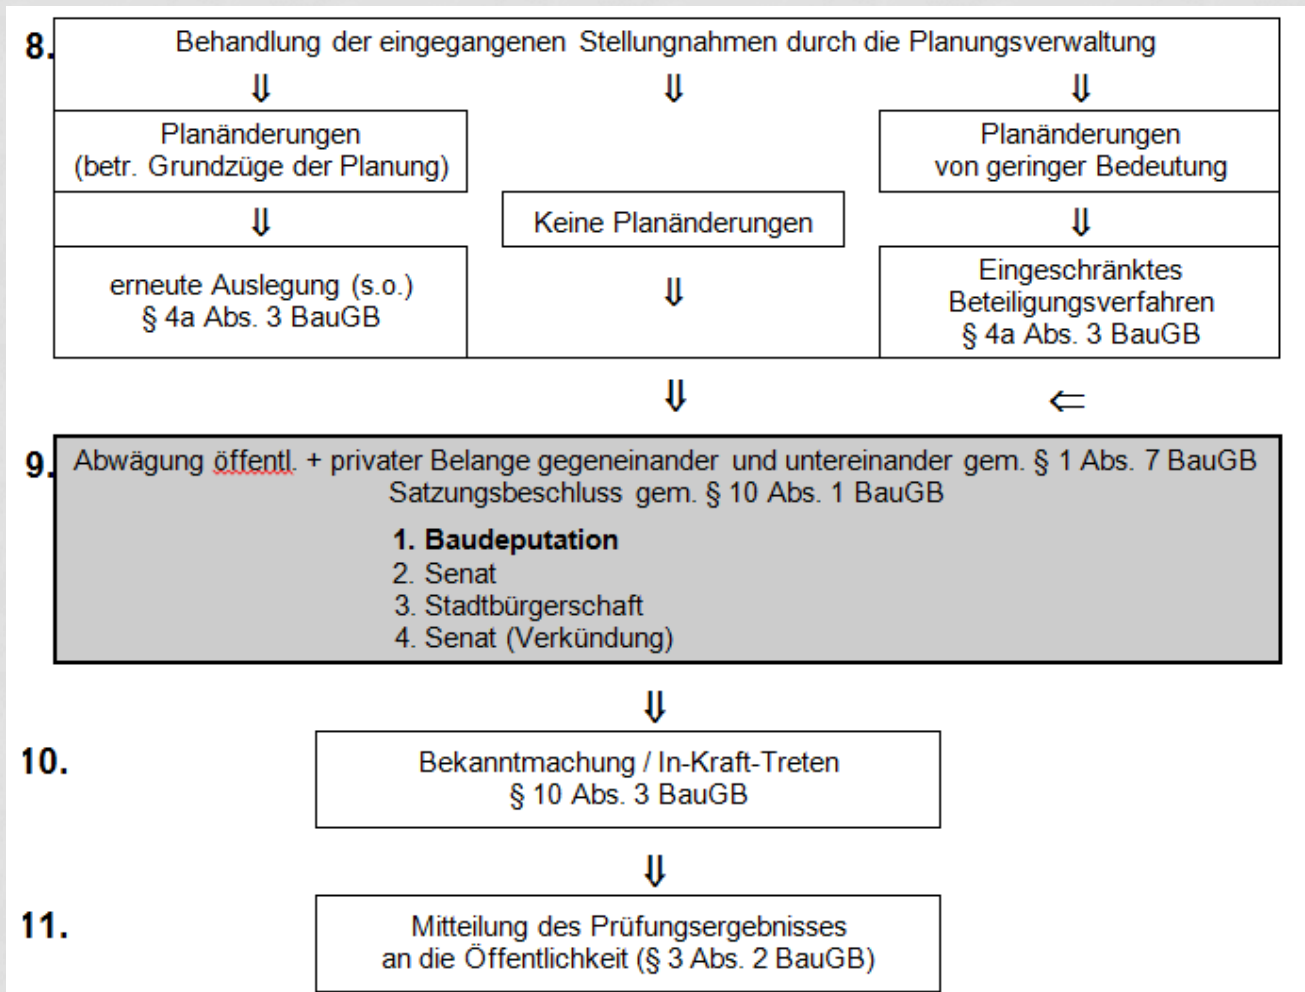 8. Behandlung der eingegangenen Stellungnahmen durch die Planungsverwaltung
⇓ ⇓ ⇓
Planänderungen
(betr. Grundzüge der Planung)
Planänderungen
von geringer Bedeutung
⇓ ⇓
Keine Planänderungen
erneute Auslegung (s.o.)
§ 4a Abs. 3 BauGB
⇓
Eingeschränktes
Beteiligungsverfahren
§ 4a Abs. 3 BauGB
⇓ ⇐
9. Abwägung öffentl. + privater Belange gegeneinander und untereinander gem. § 1 Abs. 7 BauGB
Satzungsbeschluss gem. § 10 Abs. 1 BauGB
1. Baudeputation
2. Senat
3. Stadtbürgerschaft
4. Senat (Verkündung)
⇓
10. Bekanntmachung / In-Kraft-Treten
§ 10 Abs. 3 BauGB
⇓
11. Mitteilung des Prüfungsergebnisses
an die Öffentlichkeit (§ 3 Abs. 2 BauGB)